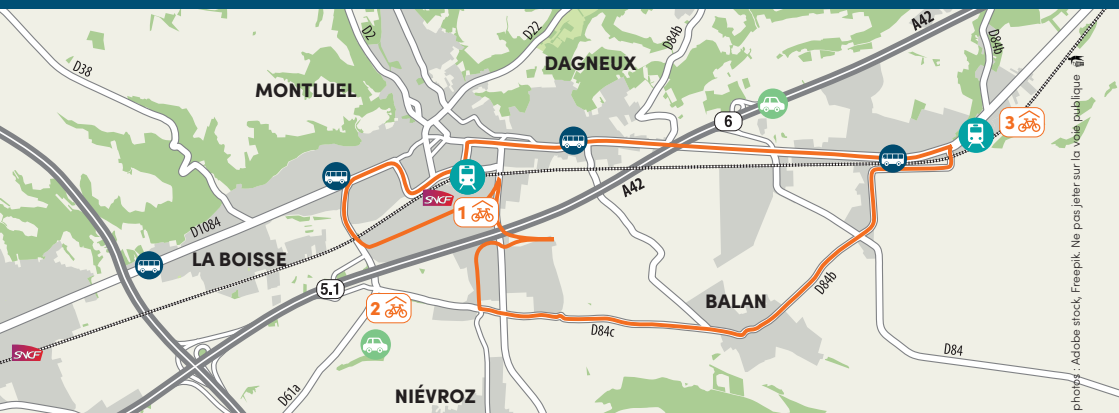 A42
D84b
D2
D22
D84b
DAGNEUX
D38
MONTLUEL
6
3
SNCF
1
A42
D1084
LA BOISSE
5.1
2
BALAN
D84b
D84c
D84
SNCF
D61a
NIÉVROZ
photos : Adobe stock, Freepik. Ne pas jeter sur la voie publique